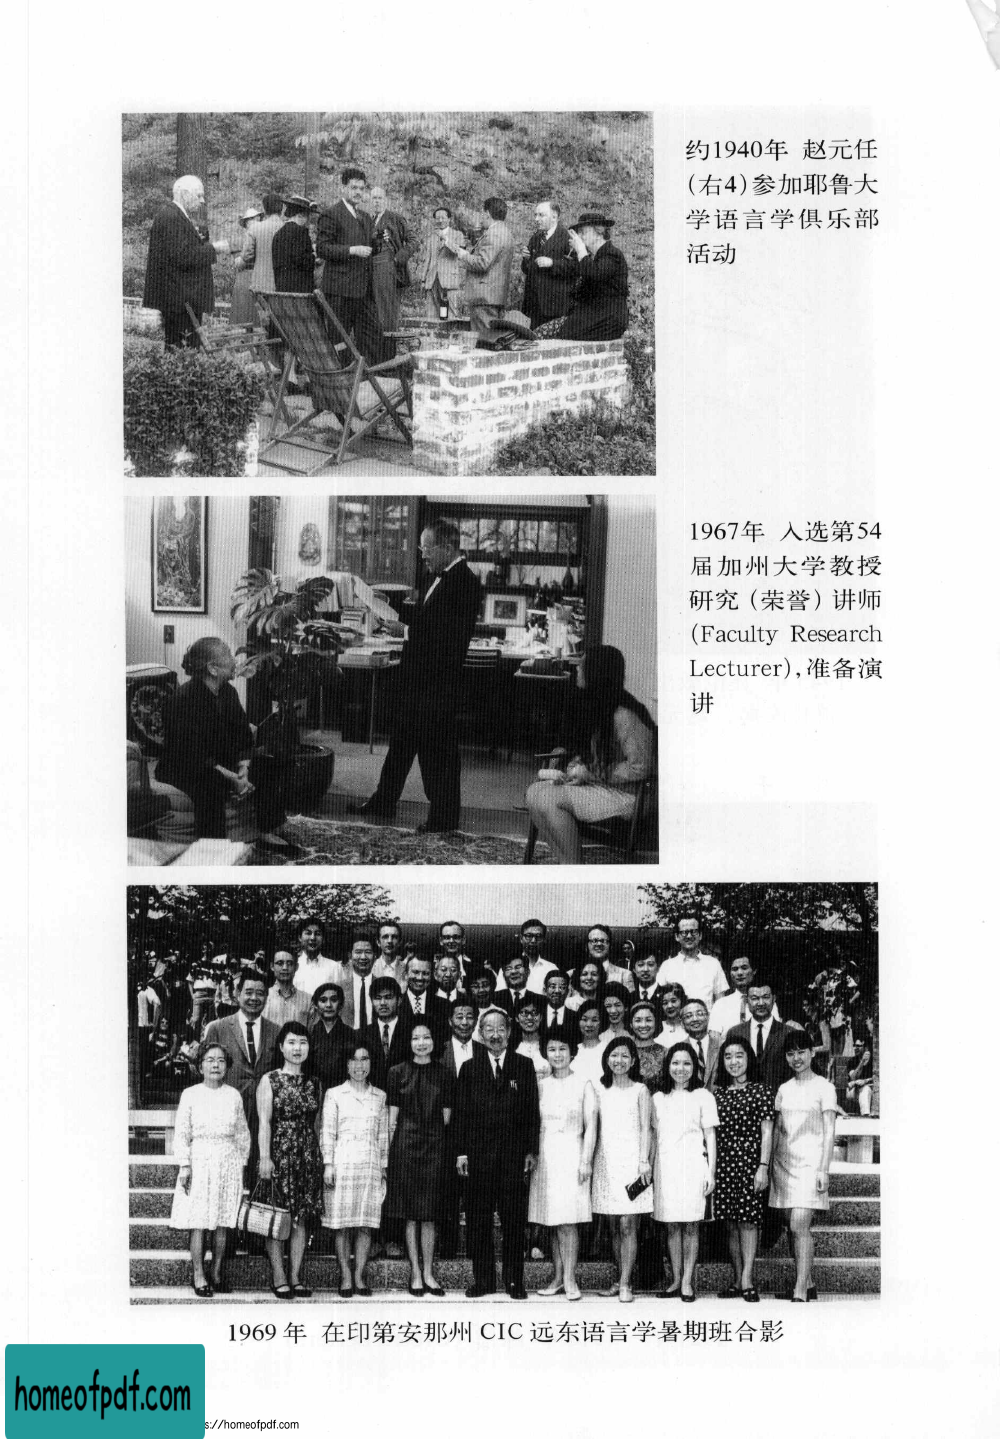 约1940年 赵元任
(右4)参加耶鲁大
学语言学俱乐部
活动
1967年 入选第54
届加州大学教授
研究(荣誉)讲师
(Faculty Research
Lecturer),准备演
讲
1969年 在印第安那州CIC远东语言学暑期班合影
homeofpdf.com
s://homeofpdf.com